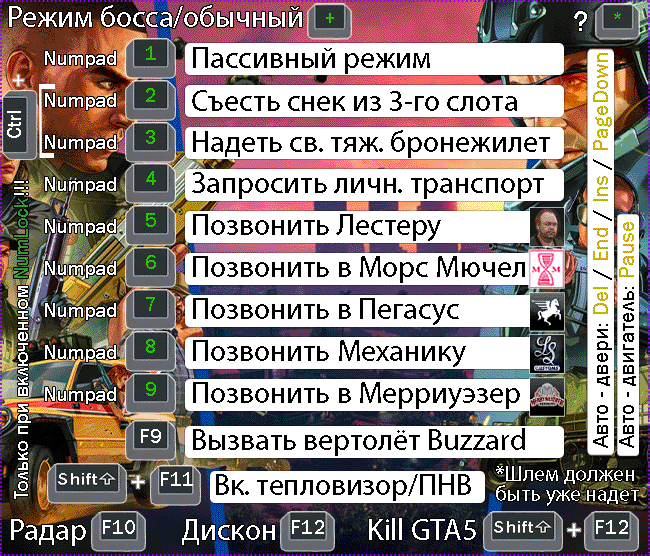 Режим босса/обычный +
? *
Numpad 1 Пассивный режим
Numpad 2 Съесть снек из 3-го слота
Numpad 3 Надеть св. тяж. бронежилет
Numpad 4 Запросить личн. транспорт
Numpad 5 Позвонить Лестеру
Numpad 6 Позвонить в Морс Мючел
M M
Numpad 7 Позвонить в Пегасус
Numpad 8 Позвонить Механику
Numpad 9 Позвонить в Мерриуэзер
F9 Вызвать вертолёт Buzzard
Shift⇧ + F11 Вк. тепловизор/ПНВ
*Шлем должен
быть уже надет
Радар F10 Дискон F12 Kill GTA5 Shift⇧ + F12
Ctrl +
Только при включенном NumLock!!!
Авто - двери: Del / End / Ins / PageDown
Авто - двигатель: Pause